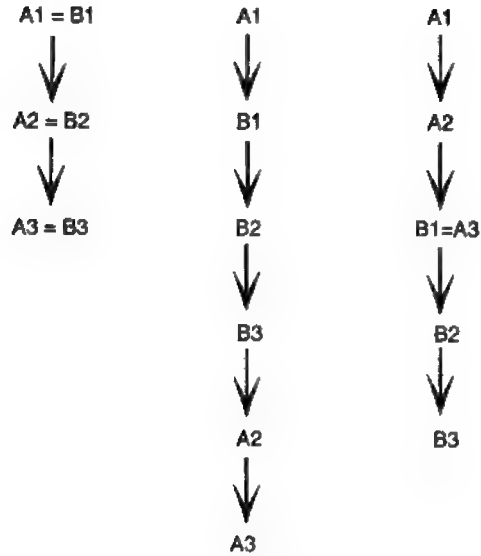 A1 = B1
A2 = B2
A3 = B3
A1
B1
B2
B3
A2
A3
A1
A2
B1=A3
B2
B3